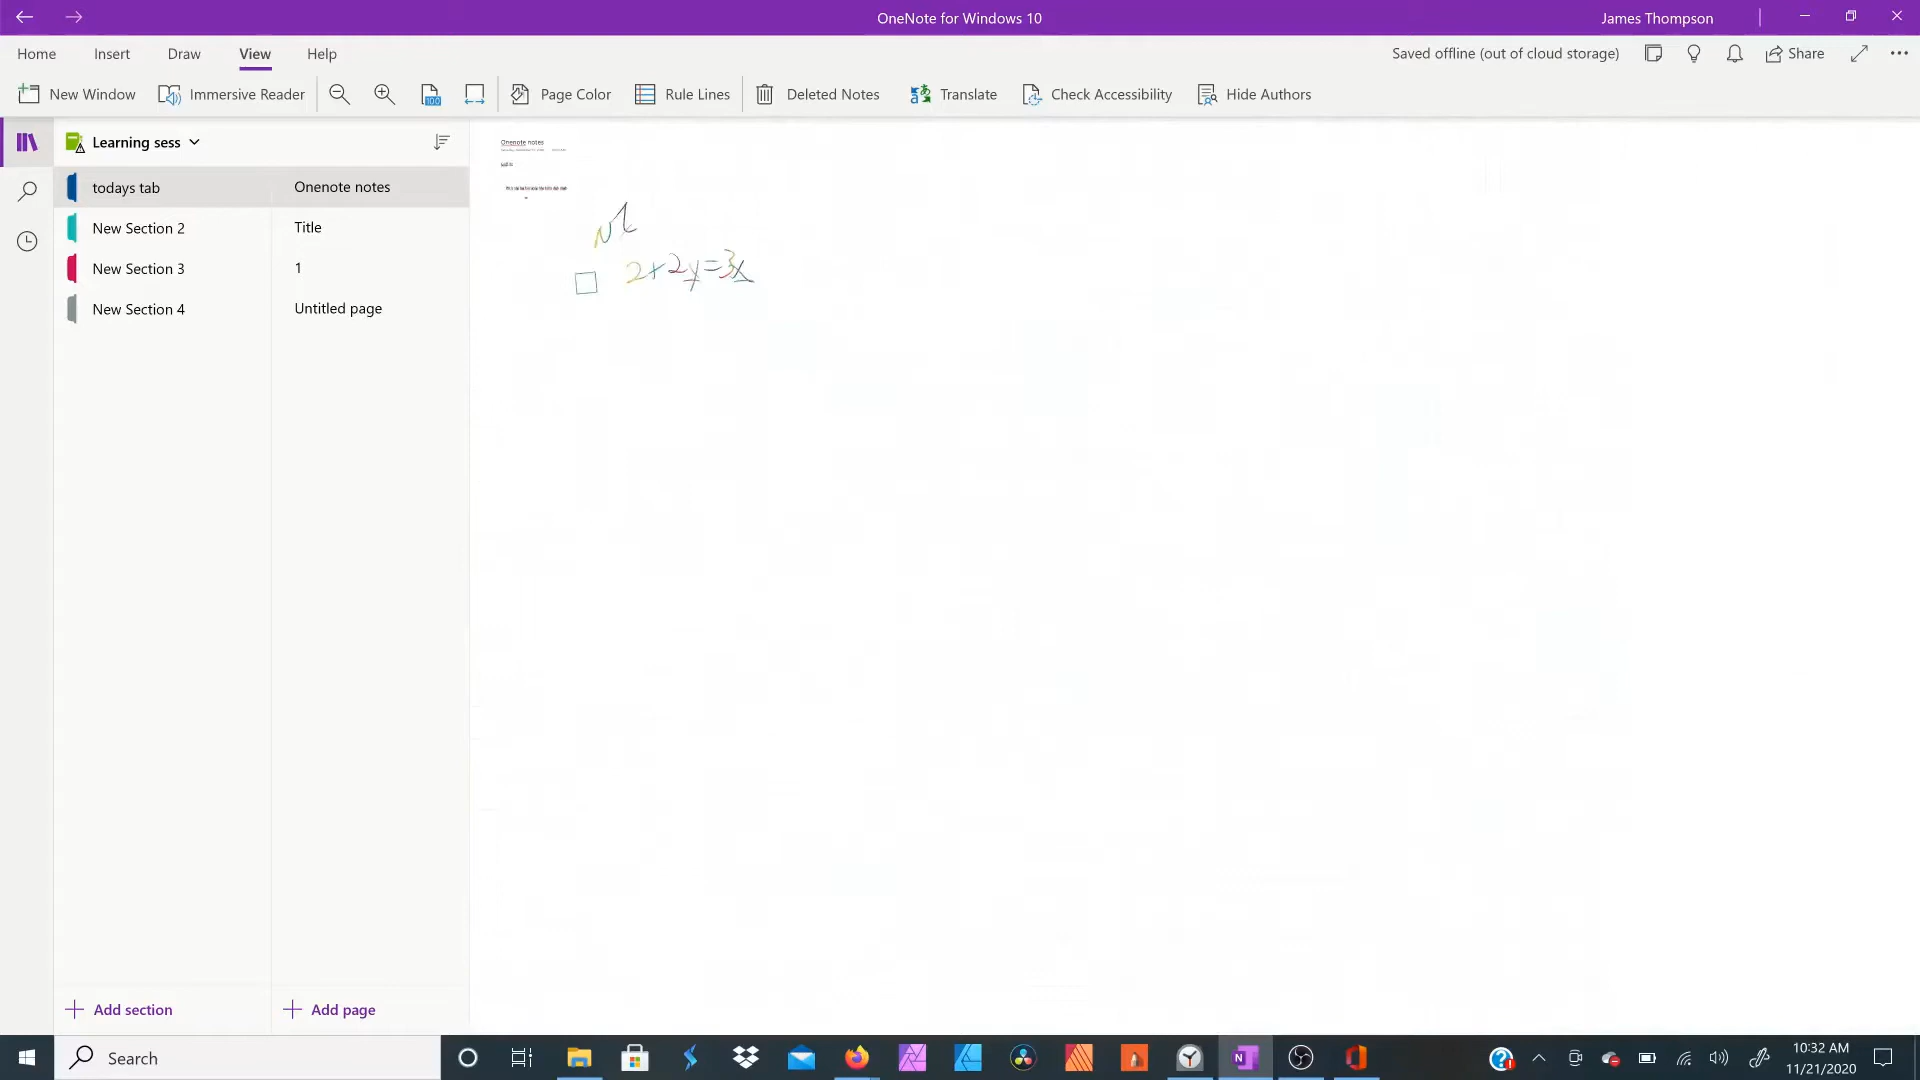 OneNote for Windows 10
James Thompson
Home Insert Draw View Help
Saved offline (out of cloud storage)
Share
New Window
Immersive Reader
100
Page Color
Rule Lines
Deleted Notes
Translate
Check Accessibility
Hide Authors
Learning sess
todays tab
New Section 2
New Section 3
New Section 4
Onenote notes
Title
1
Untitled page
Onenote notes
2+2y=3x
Add section
Add page
Search
10:32 AM
11/21/2020